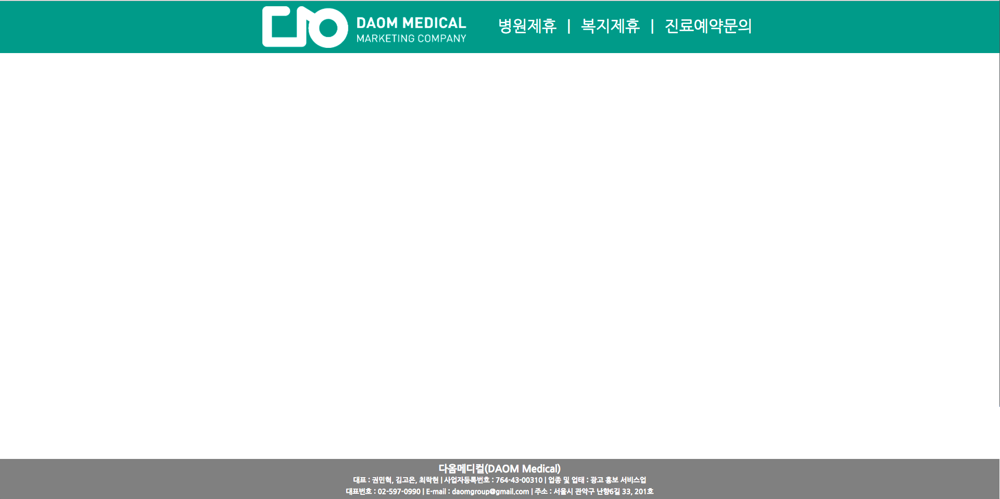 DAOM MEDICAL
MARKETING COMPANY
병원제휴 | 복지제휴 | 진료예약문의
다옴메디컬(DAOM Medical)
대표 : 권민혁, 김고은, 최락현 | 사업자등록번호 : 764-43-00310 | 업종 및 업태 : 광고 홍보 서비스업
대표번호 : 02-597-0990 | E-mail : daomgroup@gmail.com | 주소 : 서울시 관악구 난향6길 33, 201호